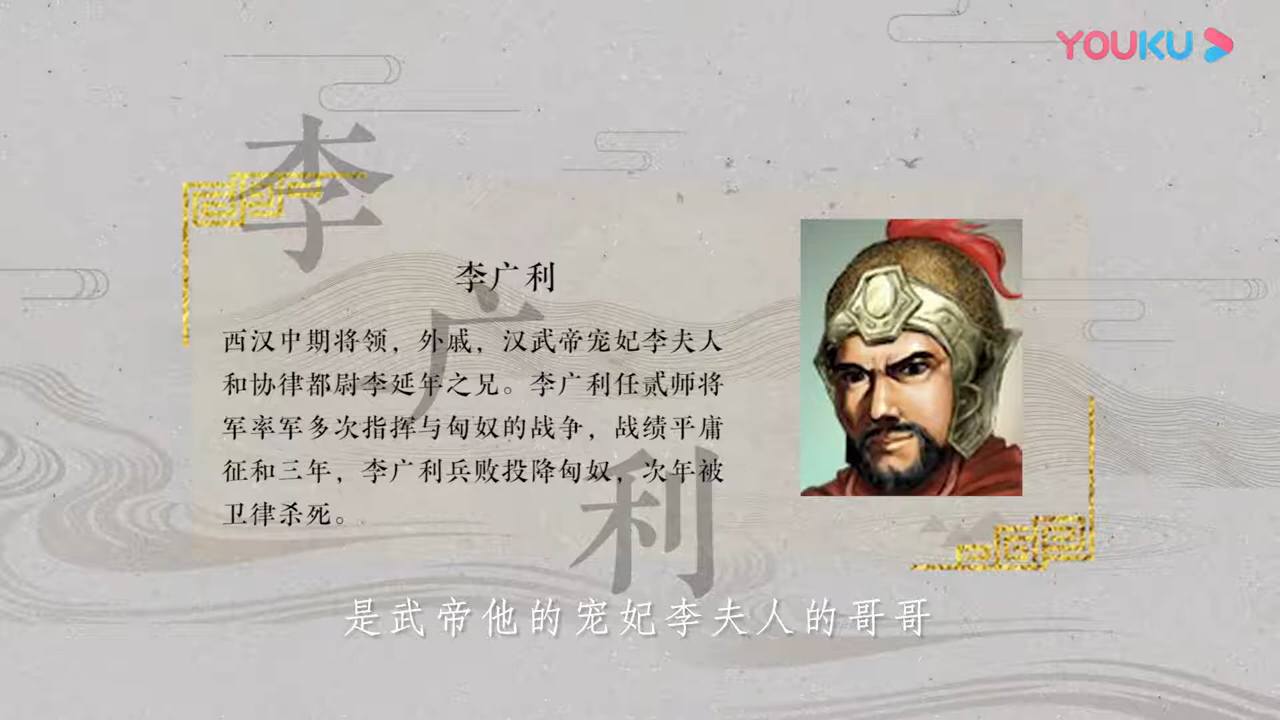 YOUKU
李广利
李广利
西汉中期将领，外戚，汉武帝宠妃李夫人
和协律都尉李延年之兄。李广利任贰师将
军率军多次指挥与匈奴的战争，战绩平庸
征和三年，李广利兵败投降匈奴，次年被
卫律杀死。
是武帝他的宠妃李夫人的哥哥